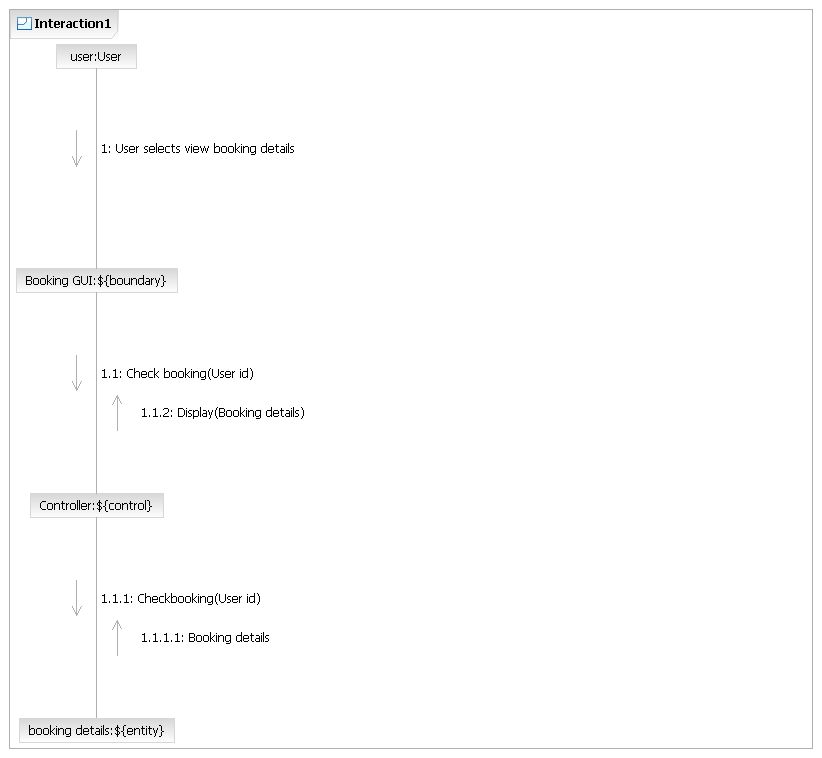 Interaction1
user:User
1: User selects view booking details
Booking GUI:${boundary}
1.1: Check booking(User id)
1.1.2: Display(Booking details)
Controller:${control}
1.1.1: Checkbooking(User id)
1.1.1.1: Booking details
booking details:${entity}